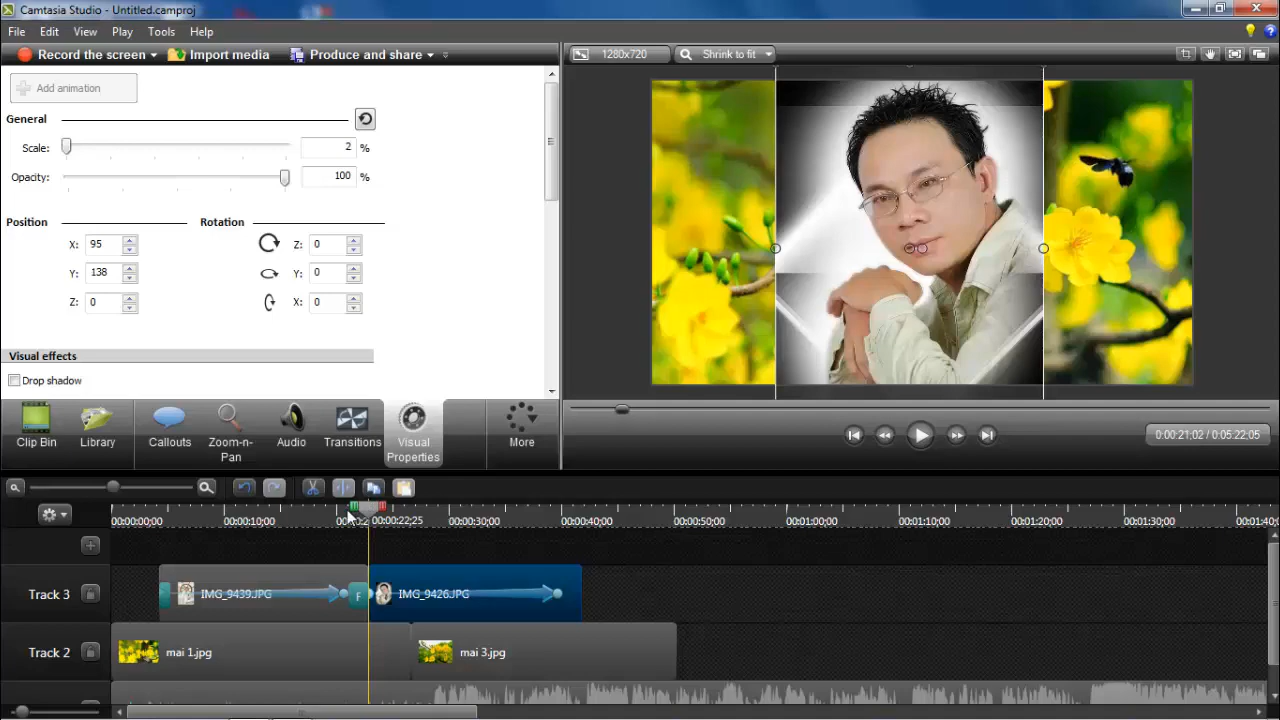 Camtasia Studio - Untitled.camproj
File Edit View Play Tools Help
Record the screen Import media Produce and share
1280x720 Shrink to fit
Add animation
General
Scale: 2 %
Opacity: 100 %
Position Rotation
X: 95 Z: 0
Y: 138 Y: 0
Z: 0 X: 0
Visual effects
Drop shadow
Clip Bin Library Callouts Zoom-n-Pan Audio Transitions Visual Properties More
0:00:21;02 / 0:05:22;05
00:00:00;00 00:00:10;00 00:00:22;25 00:00:30;00 00:00:40;00 00:00:50;00 00:01:00;00 00:01:10;00 00:01:20;00 00:01:30;00
Track 3 IMG_9439.JPG F IMG_9426.JPG
Track 2 mai 1.jpg mai 3.jpg